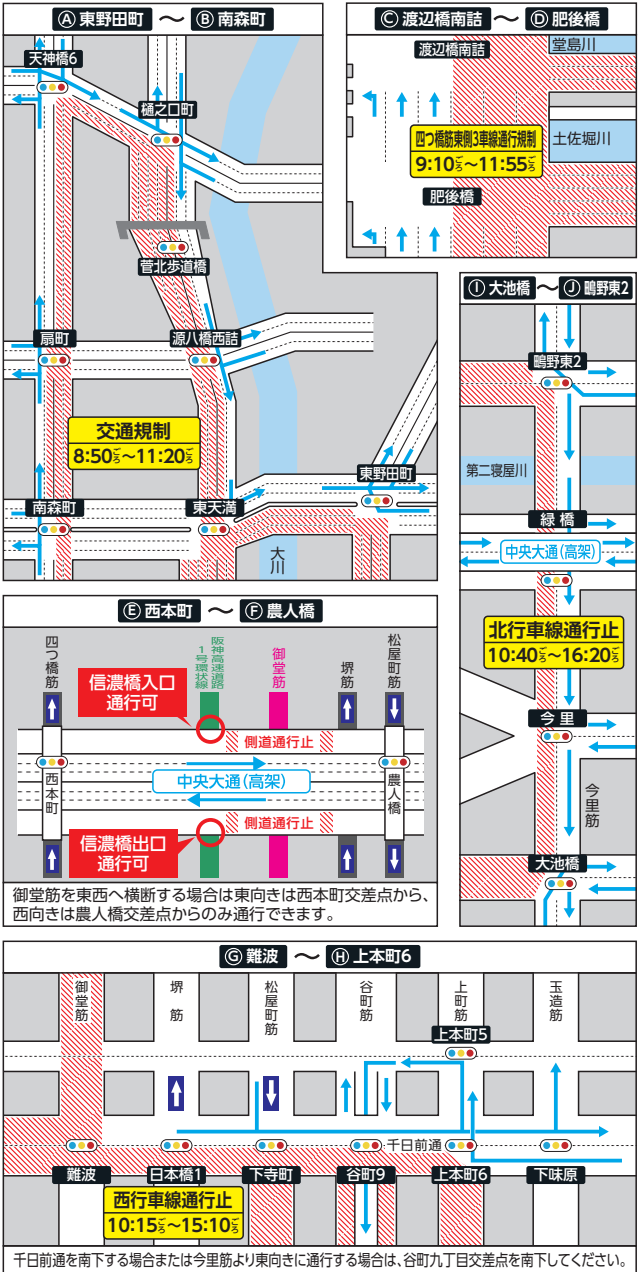 Ⓐ東野田町 ～ Ⓑ南森町
天神橋6
樋之口町
菅北歩道橋
扇町
源八橋西詰
交通規制
8:50ごろ～11:20ごろ
東野田町
南森町
東天満
大川
Ⓒ渡辺橋南詰 ～ Ⓓ肥後橋
渡辺橋南詰
堂島川
四つ橋筋東側3車線通行規制
9:10ごろ～11:55ごろ
土佐堀川
肥後橋
Ⓘ大池橋 ～ Ⓙ鴫野東2
鴫野東2
第二寝屋川
緑橋
中央大通(高架)
北行車線通行止
10:40ごろ～16:20ごろ
今里
今里筋
大池橋
Ⓔ西本町 ～ Ⓕ農人橋
四つ橋筋
阪神高速道路
1号環状線
御堂筋
堺筋
松屋町筋
信濃橋入口
通行可
側道通行止
西本町
中央大通(高架)
農人橋
側道通行止
信濃橋出口
通行可
御堂筋を東西へ横断する場合は東向きは西本町交差点から、
西向きは農人橋交差点からのみ通行できます。
Ⓖ難波 ～ Ⓗ上本町6
御堂筋
堺筋
松屋町筋
谷町筋
上町筋
玉造筋
上本町5
千日前通
難波
日本橋1
下寺町
谷町9
上本町6
下味原
西行車線通行止
10:15ごろ～15:10ごろ
千日前通を南下する場合または今里筋より東向きに通行する場合は、谷町九丁目交差点を南下してください。